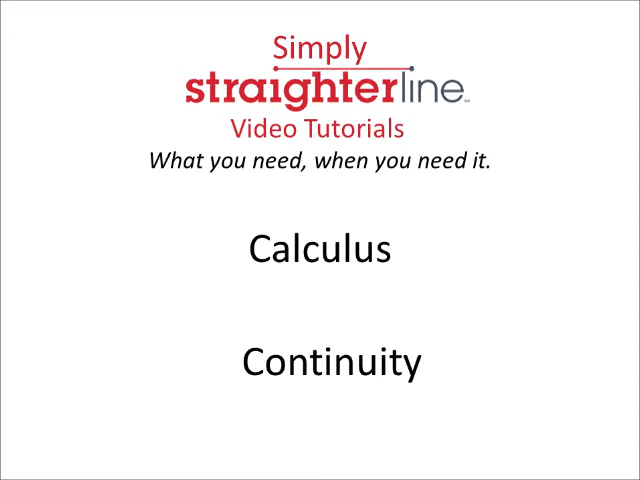 Simply
straighterline
Video Tutorials
What you need, when you need it.
Calculus
Continuity